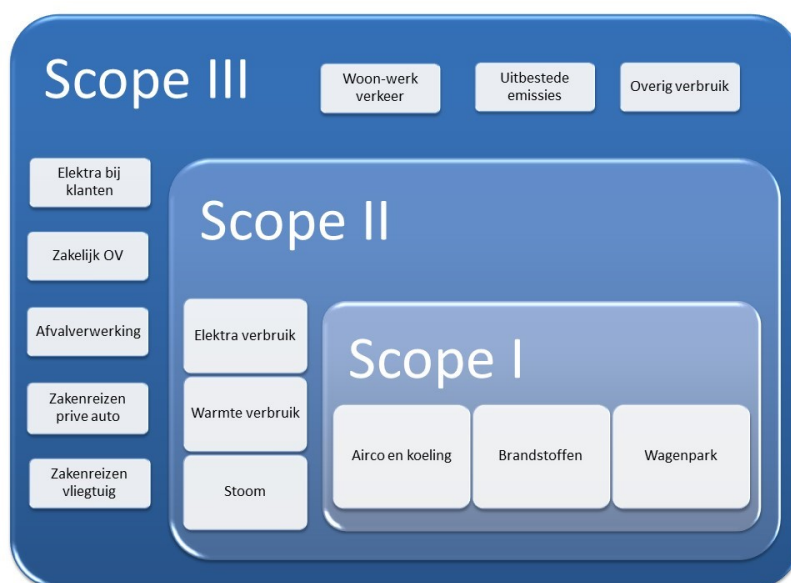 Scope III
Woon-werk
verkeer
Uitbestede
emissies
Overig verbruik
Elektra bij
klanten
Zakelijk OV
Afvalverwerking
Zakenreizen
prive auto
Zakenreizen
vliegtuig
Scope II
Elektra verbruik
Warmte verbruik
Stoom
Scope I
Airco en koeling
Brandstoffen
Wagenpark